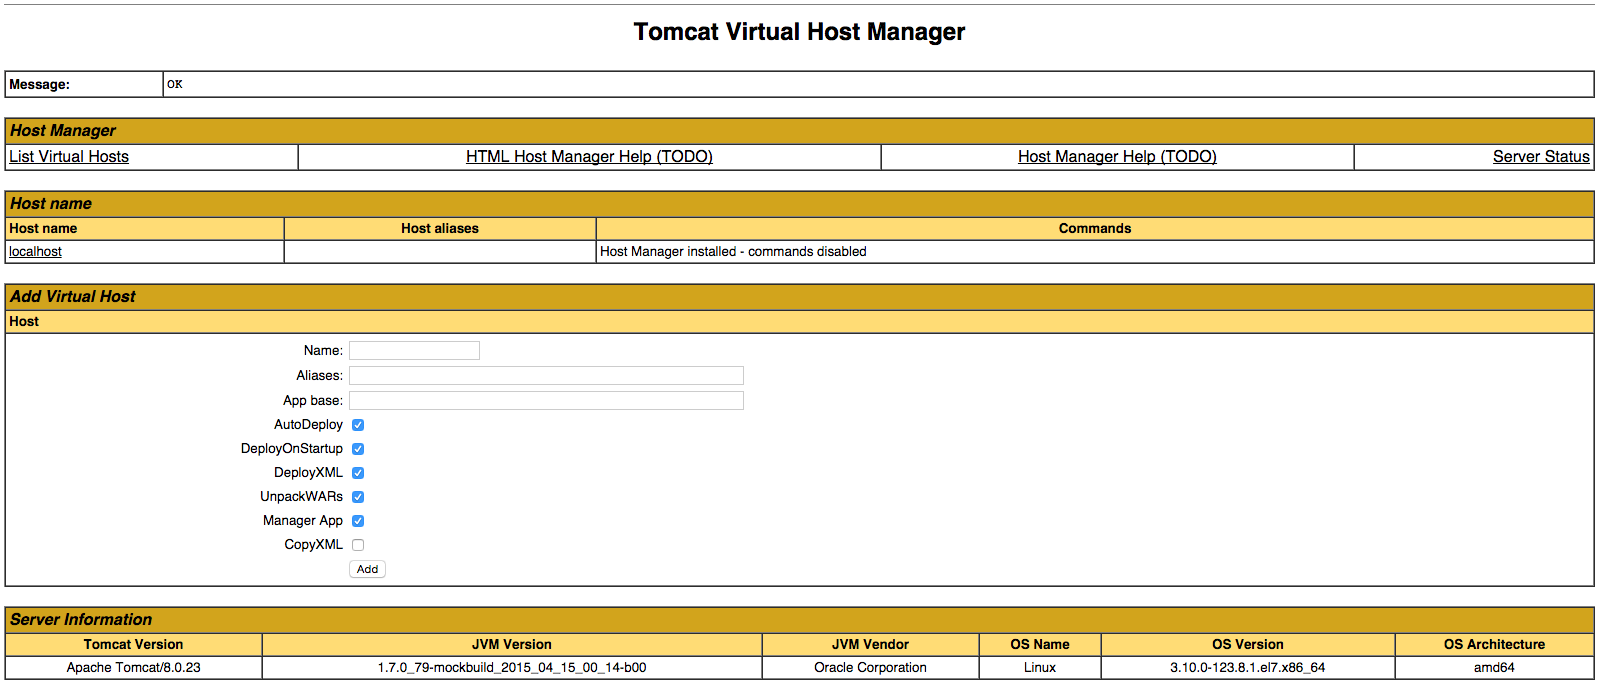 Tomcat Virtual Host Manager
Message: OK
Host Manager
List Virtual Hosts HTML Host Manager Help (TODO) Host Manager Help (TODO) Server Status
Host name
Host name Host aliases Commands
localhost Host Manager installed - commands disabled
Add Virtual Host
Host
Name:
Aliases:
App base:
AutoDeploy
DeployOnStartup
DeployXML
UnpackWARs
Manager App
CopyXML
Add
Server Information
Tomcat Version JVM Version JVM Vendor OS Name OS Version OS Architecture
Apache Tomcat/8.0.23 1.7.0_79-mockbuild_2015_04_15_00_14-b00 Oracle Corporation Linux 3.10.0-123.8.1.el7.x86_64 amd64